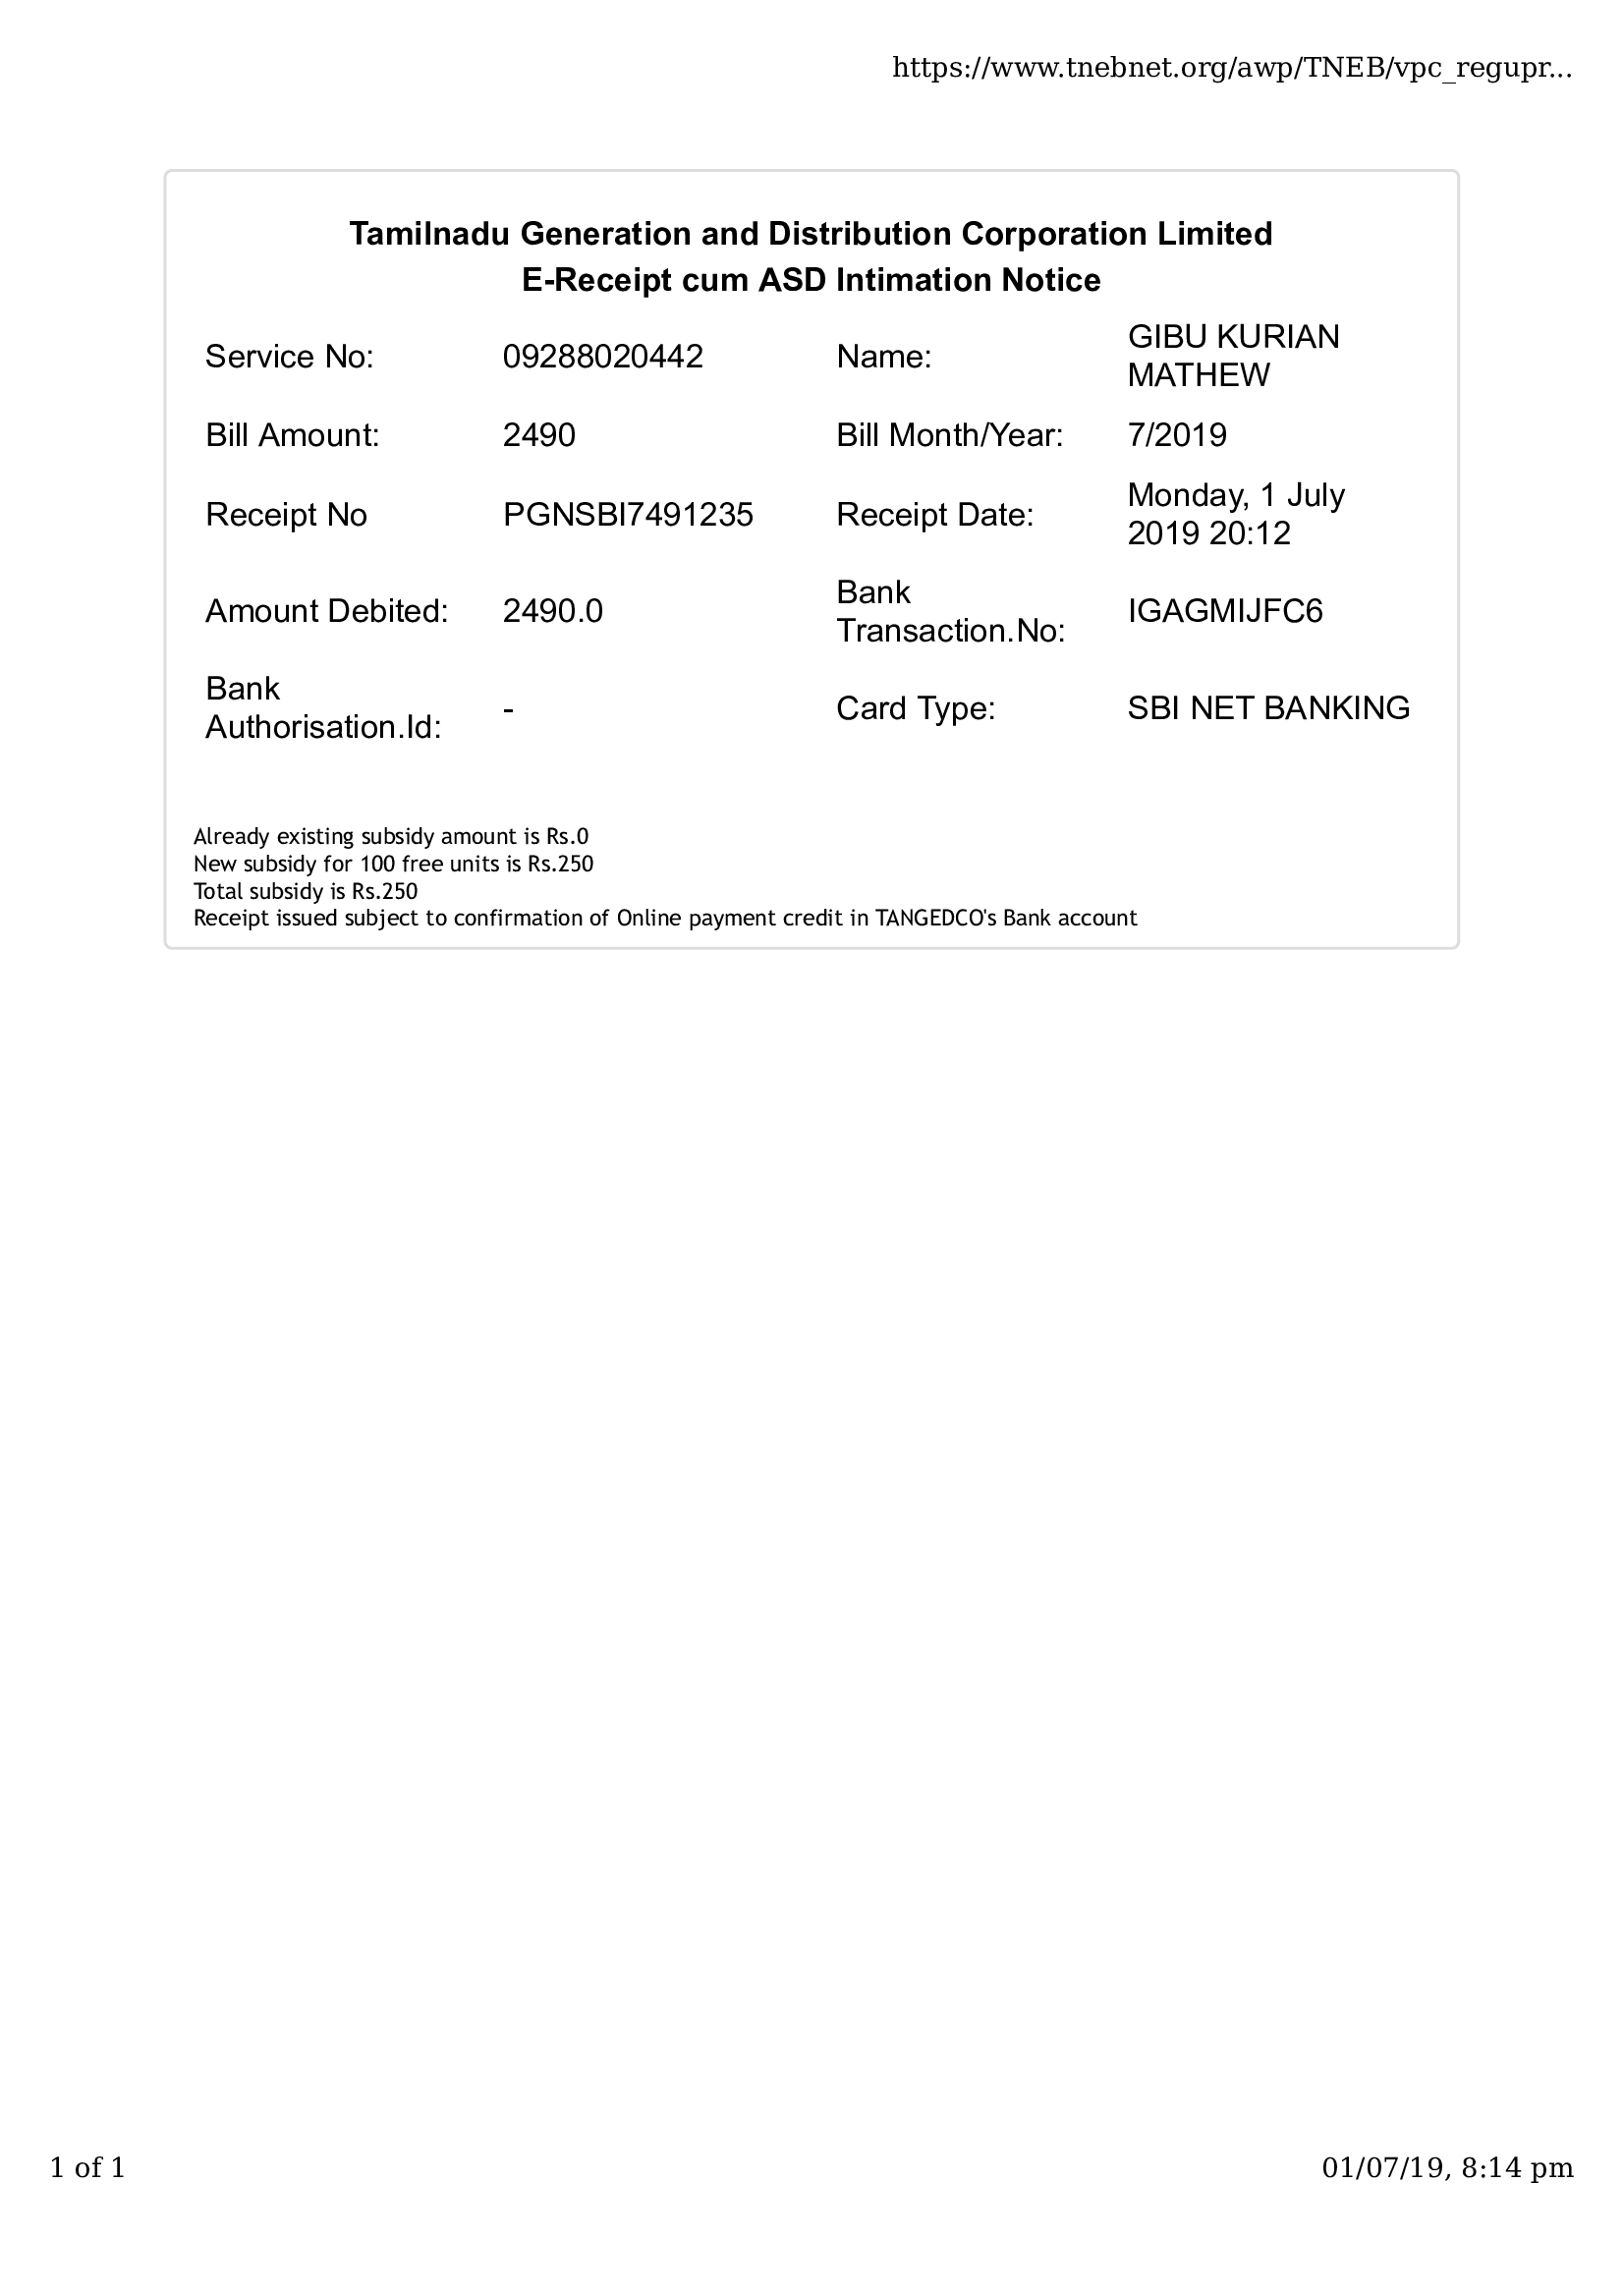 https://www.tnebnet.org/awp/TNEB/vpc_regupr...
Tamilnadu Generation and Distribution Corporation Limited
E-Receipt cum ASD Intimation Notice
Service No: 09288020442 Name: GIBU KURIAN
MATHEW
Bill Amount: 2490 Bill Month/Year: 7/2019
Receipt No PGNSBI7491235 Receipt Date: Monday, 1 July
2019 20:12
Amount Debited: 2490.0 Bank
Transaction.No: IGAGMIJFC6
Bank
Authorisation.Id: - Card Type: SBI NET BANKING
Already existing subsidy amount is Rs.0
New subsidy for 100 free units is Rs.250
Total subsidy is Rs.250
Receipt issued subject to confirmation of Online payment credit in TANGEDCO's Bank account
1 of 1 01/07/19, 8:14 pm